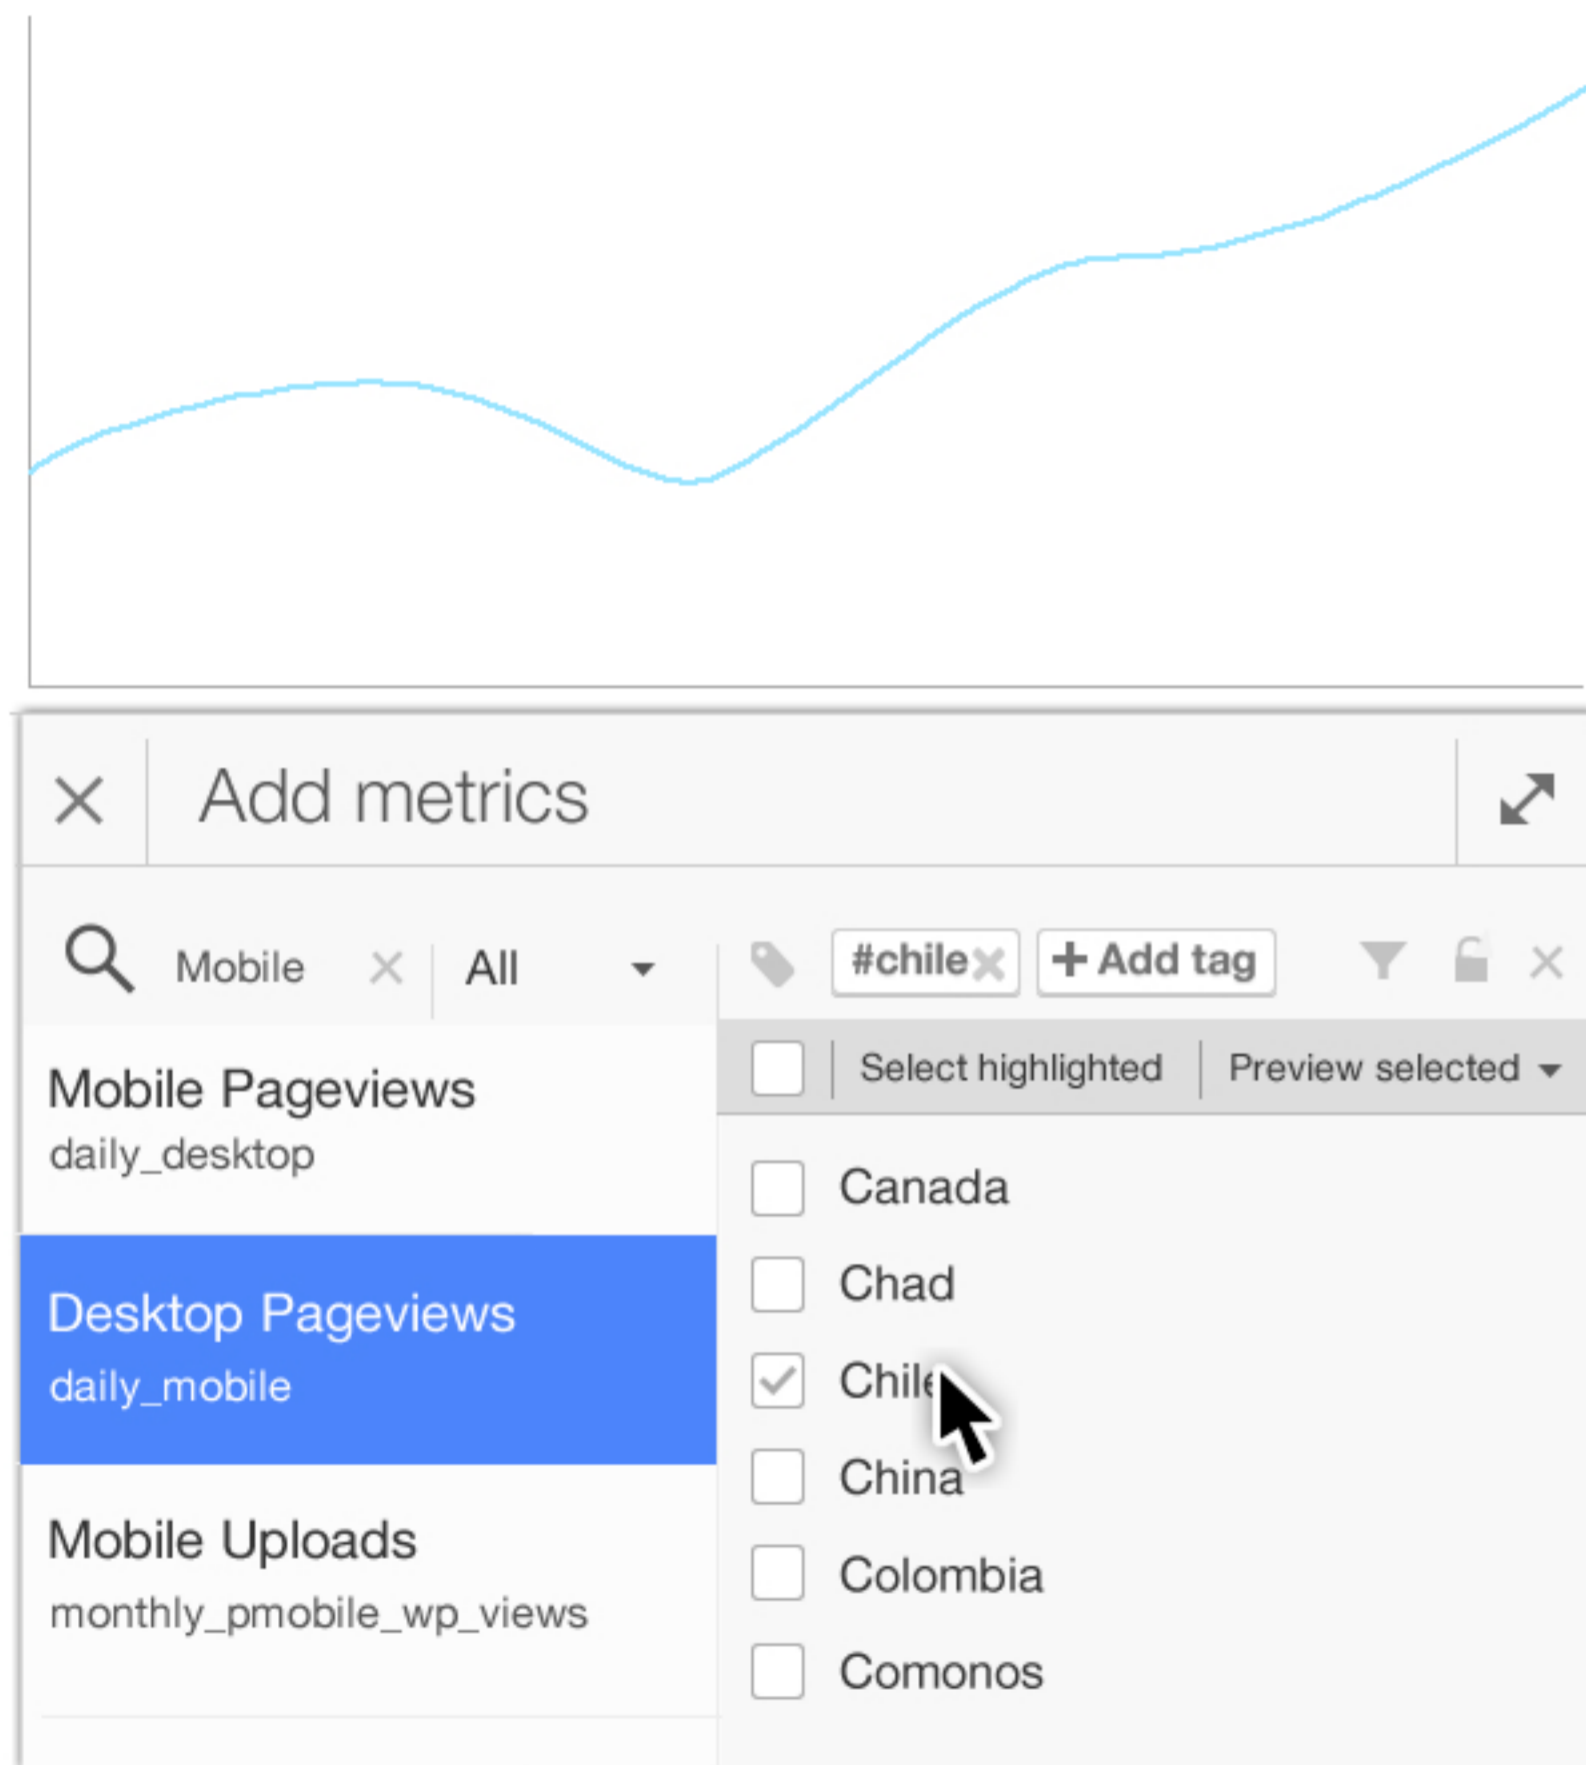 Add metrics
Mobile All #chile + Add tag
Select highlighted Preview selected
Mobile Pageviews
daily_desktop
Desktop Pageviews
daily_mobile
Mobile Uploads
monthly_pmobile_wp_views
Canada
Chad
Chile
China
Colombia
Comonos